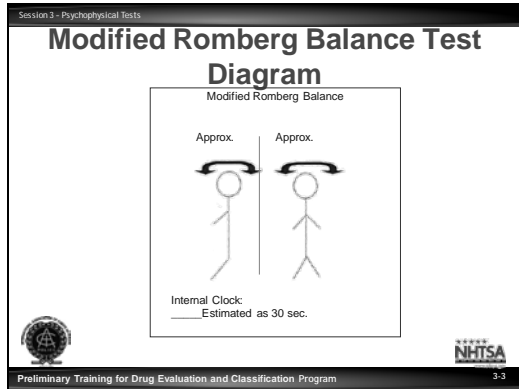 Session 3 - Psychophysical Tests
Modified Romberg Balance Test
Diagram
Modified Romberg Balance
Approx. Approx.
Internal Clock:
_____Estimated as 30 sec.
NHTSA
Preliminary Training for Drug Evaluation and Classification Program
3-3